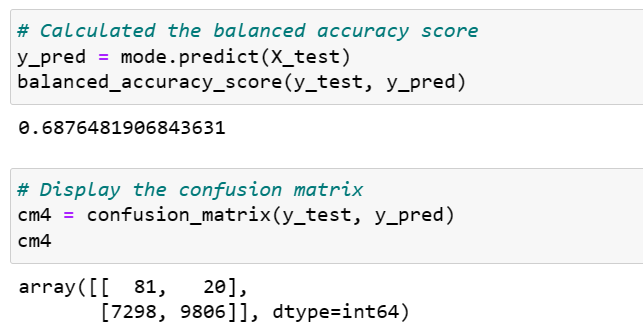 # Calculated the balanced accuracy score
y_pred = mode.predict(X_test)
balanced_accuracy_score(y_test, y_pred)
0.6876481906843631
# Display the confusion matrix
cm4 = confusion_matrix(y_test, y_pred)
cm4
array([[  81,   20],
       [7298, 9806]], dtype=int64)